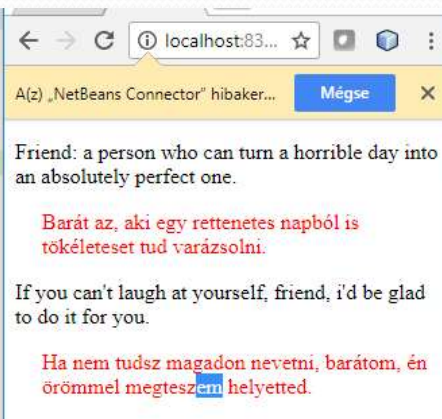 localhost:83...
A(z) „NetBeans Connector” hibaker...
Mégse
Friend: a person who can turn a horrible day into
an absolutely perfect one.
Barát az, aki egy rettenetes napból is
tökéleteset tud varázsolni.
If you can't laugh at yourself, friend, i'd be glad
to do it for you.
Ha nem tudsz magadon nevetni, barátom, én
örömmel megteszem helyetted.